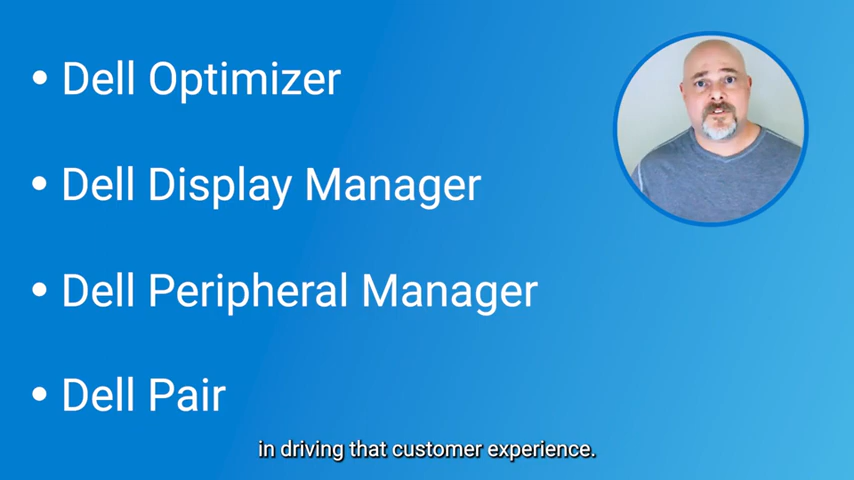 • Dell Optimizer
• Dell Display Manager
• Dell Peripheral Manager
• Dell Pair
in driving that customer experience.